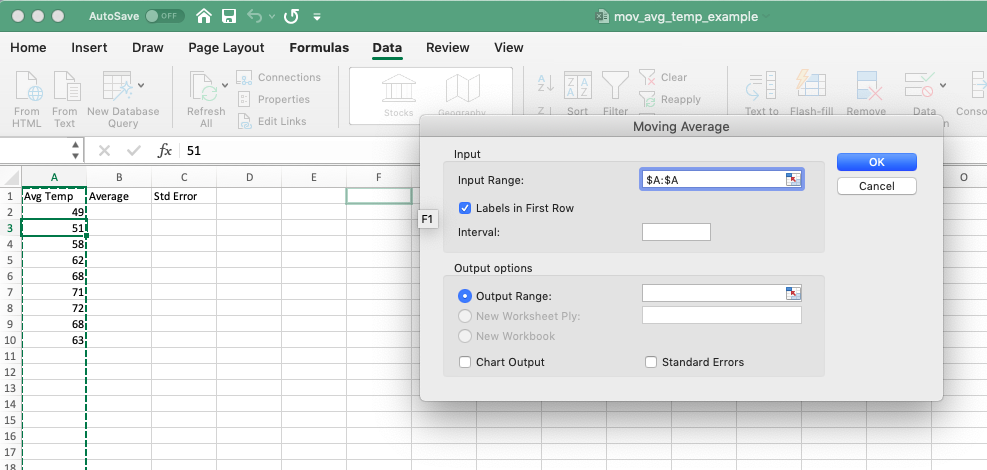 AutoSave OFF mov_avg_temp_example
Home Insert Draw Page Layout Formulas Data Review View
From HTML
From Text
New Database Query
Refresh All
Connections
Properties
Edit Links
Stocks
Geography
Sort
Filter
Clear
Reapply
Text to
Flash-fill
Remove
Data
Conso
fx 51
A B C D E F O
1 Avg Temp Average Std Error
2 49
3 51
4 58
5 62
6 68
7 71
8 72
9 68
10 63
11
12
13
14
15
16
17
18
F1
Moving Average
Input
Input Range: $A:$A
Labels in First Row
Interval:
OK
Cancel
Output options
Output Range:
New Worksheet Ply:
New Workbook
Chart Output Standard Errors